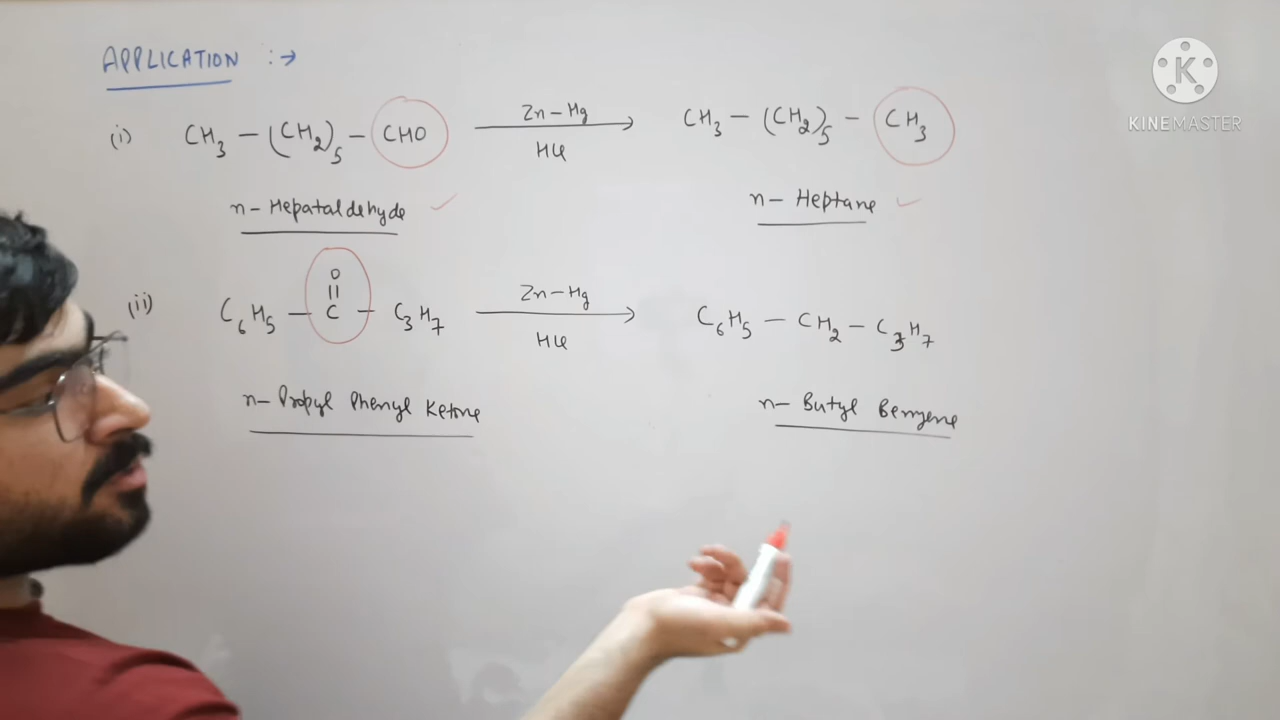 APPLICATION :→
(i) CH3 — (CH2)5 — CHO Zn-Hg HCl CH3 — (CH2)5 — CH3
n-Hepataldehyde n-Heptane
(ii) C6H5 — C — C3H7 O Zn-Hg HCl C6H5 — CH2 — C3H7
n-Propyl Phenyl Ketone n-Butyl Benzene
K
KINEMASTER